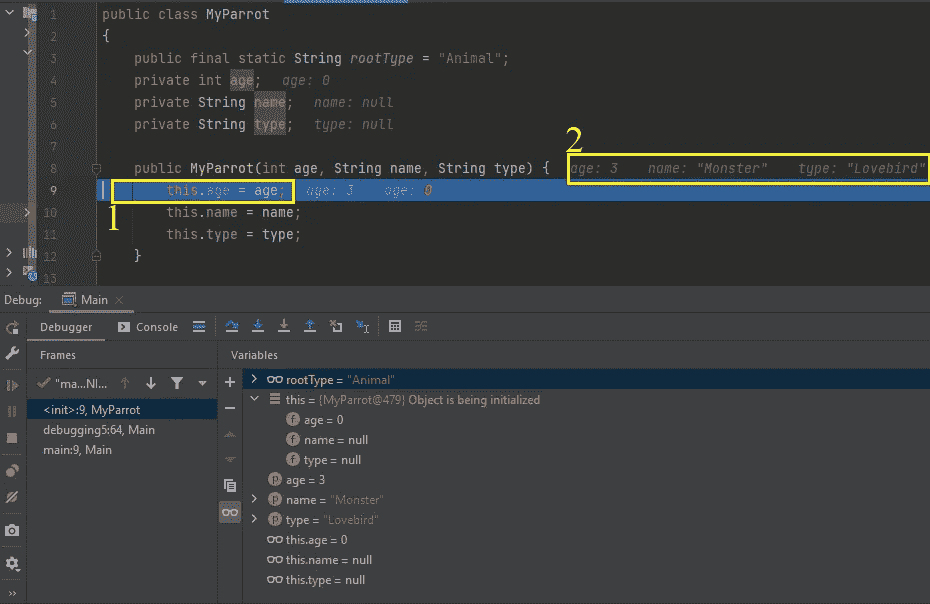 1 public class MyParrot
2 {
3 public final static String rootType = "Animal";
4 private int age; age: 0
5 private String name; name: null
6 private String type; type: null
7
2
8 public MyParrot(int age, String name, String type) { age: 3 name: "Monster" type: "Lovebird"
9 this.age = age; age: 3 age: 0
1
10 this.name = name;
11 this.type = type;
12 }
13
Debug: Main
Debugger Console
Frames Variables
"ma...NI...
<init>:9, MyParrot
debugging5:64, Main
main:9, Main
rootType = "Animal"
this = {MyParrot@479} Object is being initialized
f age = 0
f name = null
f type = null
p age = 3
p name = "Monster"
p type = "Lovebird"
this.age = 0
this.name = null
this.type = null